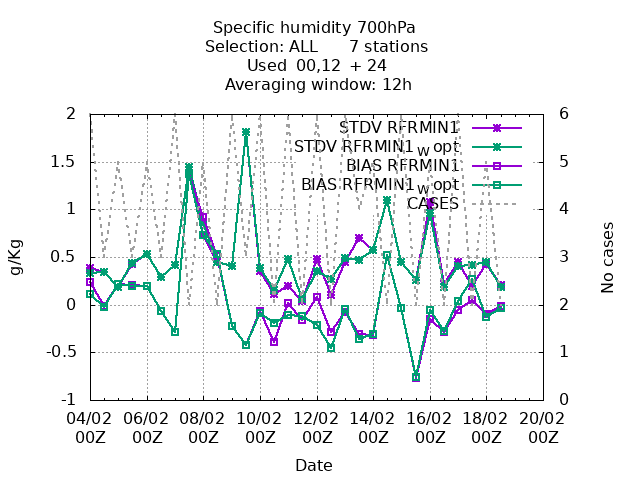 Specific humidity 700hPa
Selection: ALL 7 stations
Used 00,12 + 24
Averaging window: 12h
STDV RFRMIN1
STDV RFRMIN1_w opt
BIAS RFRMIN1
BIAS RFRMIN1_w opt
CASES
g/Kg
2
1.5
1
0.5
0
-0.5
-1
No cases
6
5
4
3
2
1
0
04/02 06/02 08/02 10/02 12/02 14/02 16/02 18/02 20/02
00Z 00Z 00Z 00Z 00Z 00Z 00Z 00Z 00Z
Date